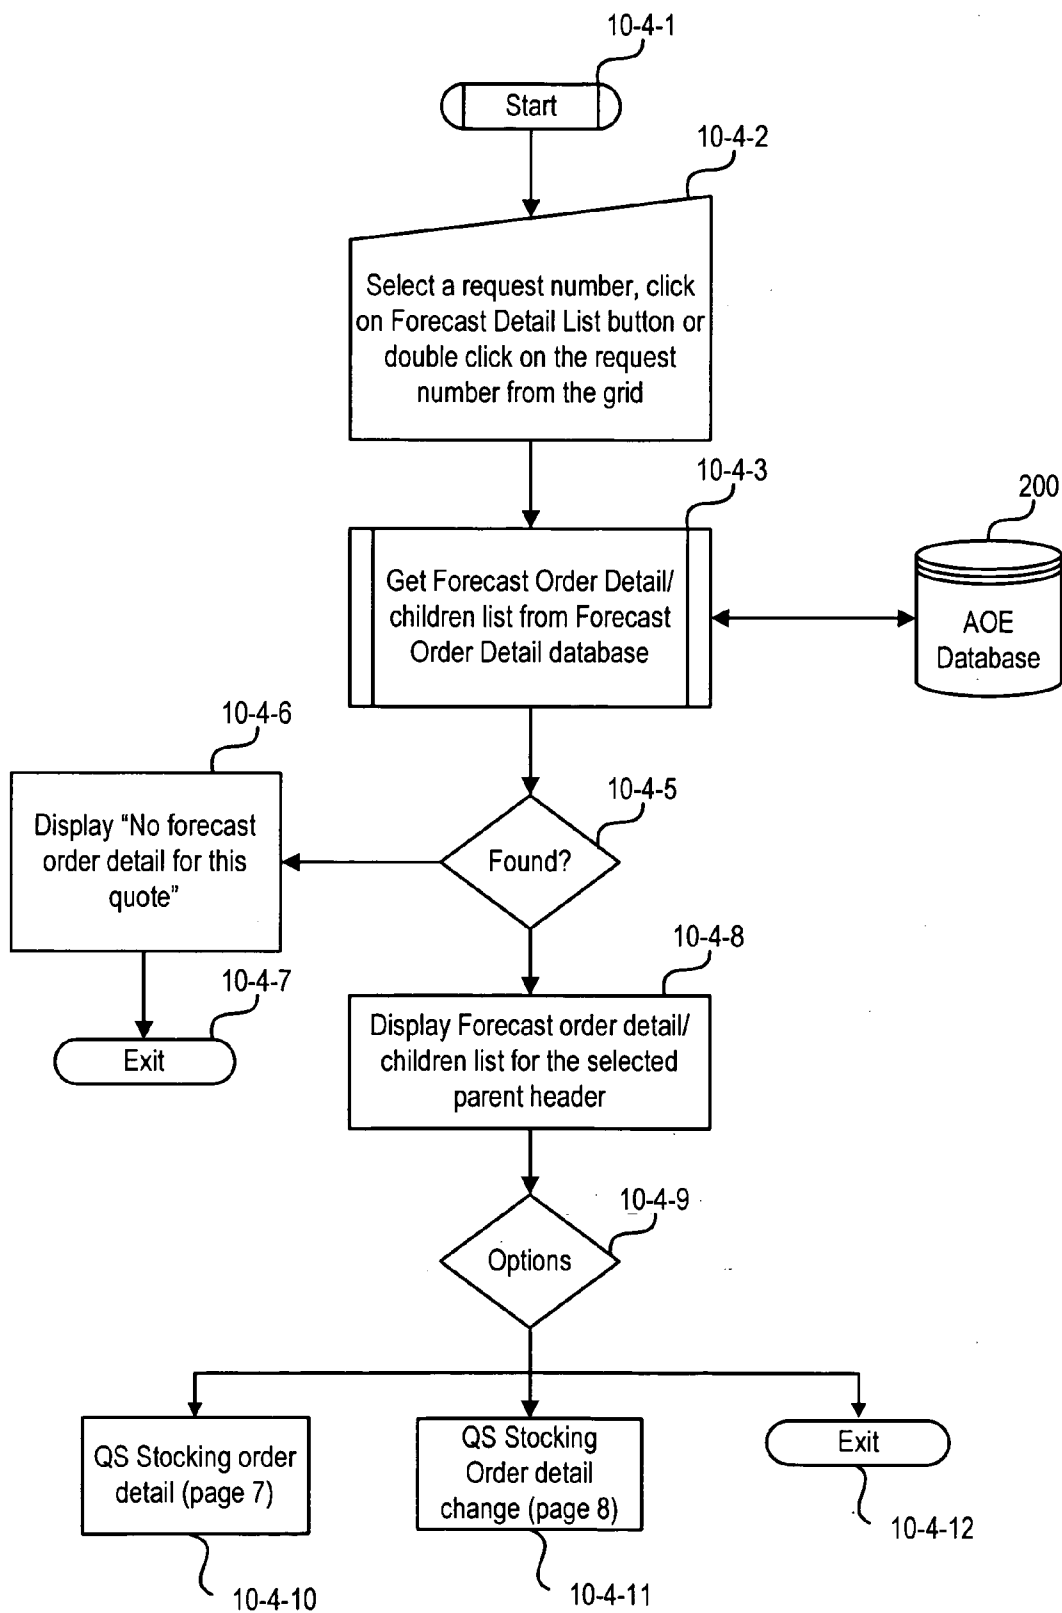 10-4-1
Start
10-4-2
Select a request number, click
on Forecast Detail List button or
double click on the request
number from the grid
10-4-3
200
Get Forecast Order Detail/
children list from Forecast
Order Detail database
AOE
Database
10-4-6
10-4-5
Display “No forecast
order detail for this
quote”
Found?
10-4-8
10-4-7
Exit
Display Forecast order detail/
children list for the selected
parent header
10-4-9
Options
QS Stocking order
detail (page 7)
QS Stocking
Order detail
change (page 8)
Exit
10-4-12
10-4-10
10-4-11